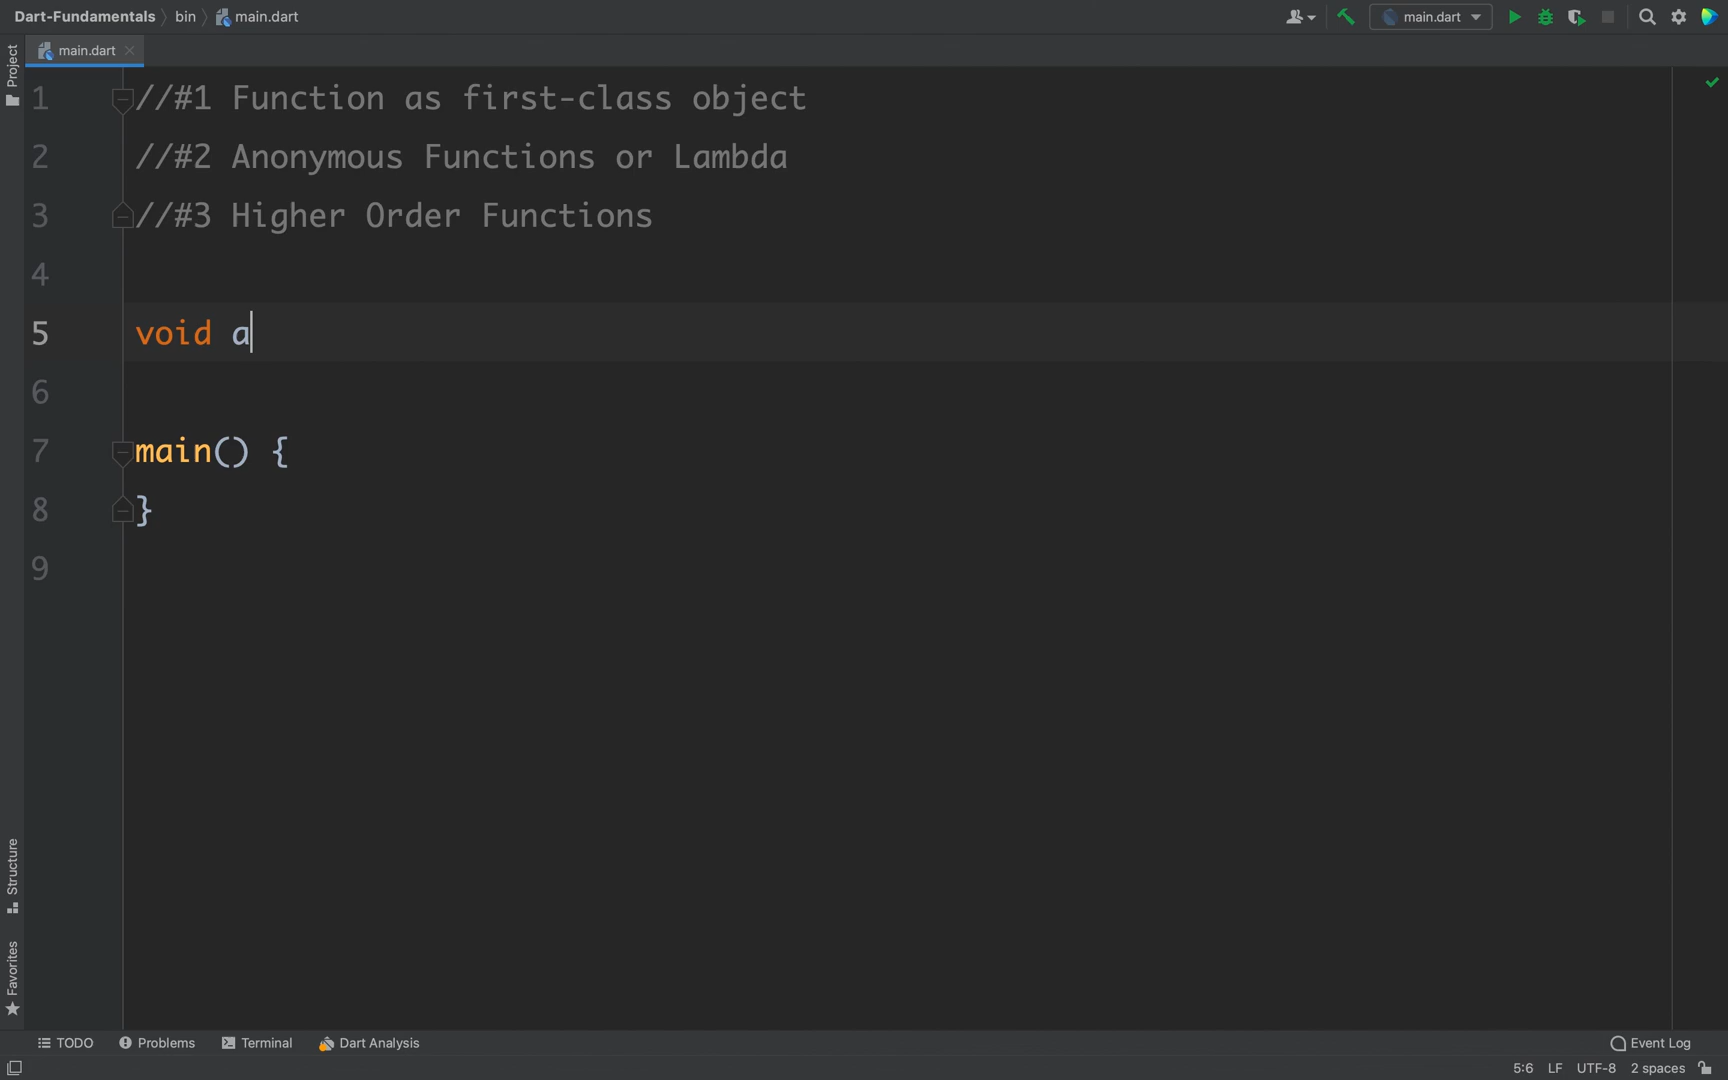 Dart-Fundamentals bin main.dart main.dart
main.dart
Project
1 //#1 Function as first-class object
2 //#2 Anonymous Functions or Lambda
3 //#3 Higher Order Functions
4
5 void a
6
7 main() {
8 }
9
Structure
Favorites
TODO Problems Terminal Dart Analysis Event Log
5:6 LF UTF-8 2 spaces